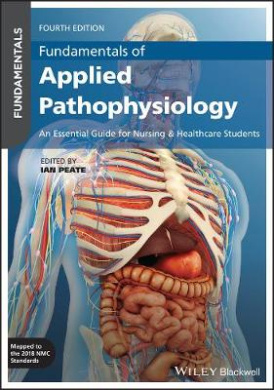 FUNDAMENTALS
FOURTH EDITION
Fundamentals of
Applied
Pathophysiology
An Essential Guide for Nursing & Healthcare Students
EDITED BY
IAN PEATE
Mapped to
the 2018 NMC
Standards
WILEY Blackwell